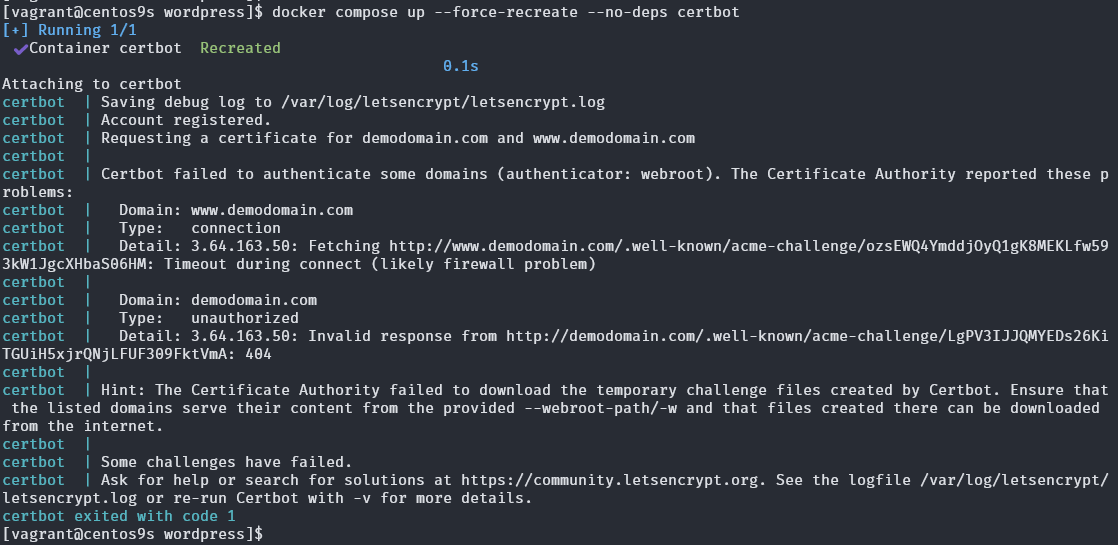 [vagrant@centos9s wordpress]$ docker compose up --force-recreate --no-deps certbot
[+] Running 1/1
✔Container certbot  Recreated
0.1s
Attaching to certbot
certbot  | Saving debug log to /var/log/letsencrypt/letsencrypt.log
certbot  | Account registered.
certbot  | Requesting a certificate for demodomain.com and www.demodomain.com
certbot  |
certbot  | Certbot failed to authenticate some domains (authenticator: webroot). The Certificate Authority reported these p
roblems:
certbot  |   Domain: www.demodomain.com
certbot  |   Type:   connection
certbot  |   Detail: 3.64.163.50: Fetching http://www.demodomain.com/.well-known/acme-challenge/ozsEWQ4YmddjOyQ1gK8MEKLfw59
3kW1JgcXHbaS06HM: Timeout during connect (likely firewall problem)
certbot  |
certbot  |   Domain: demodomain.com
certbot  |   Type:   unauthorized
certbot  |   Detail: 3.64.163.50: Invalid response from http://demodomain.com/.well-known/acme-challenge/LgPV3IJJQMYEDs26Ki
TGUiH5xjrQNjLFUF309FktVmA: 404
certbot  |
certbot  | Hint: The Certificate Authority failed to download the temporary challenge files created by Certbot. Ensure that
the listed domains serve their content from the provided --webroot-path/-w and that files created there can be downloaded
from the internet.
certbot  |
certbot  | Some challenges have failed.
certbot  | Ask for help or search for solutions at https://community.letsencrypt.org. See the logfile /var/log/letsencrypt/
letsencrypt.log or re-run Certbot with -v for more details.
certbot exited with code 1
[vagrant@centos9s wordpress]$